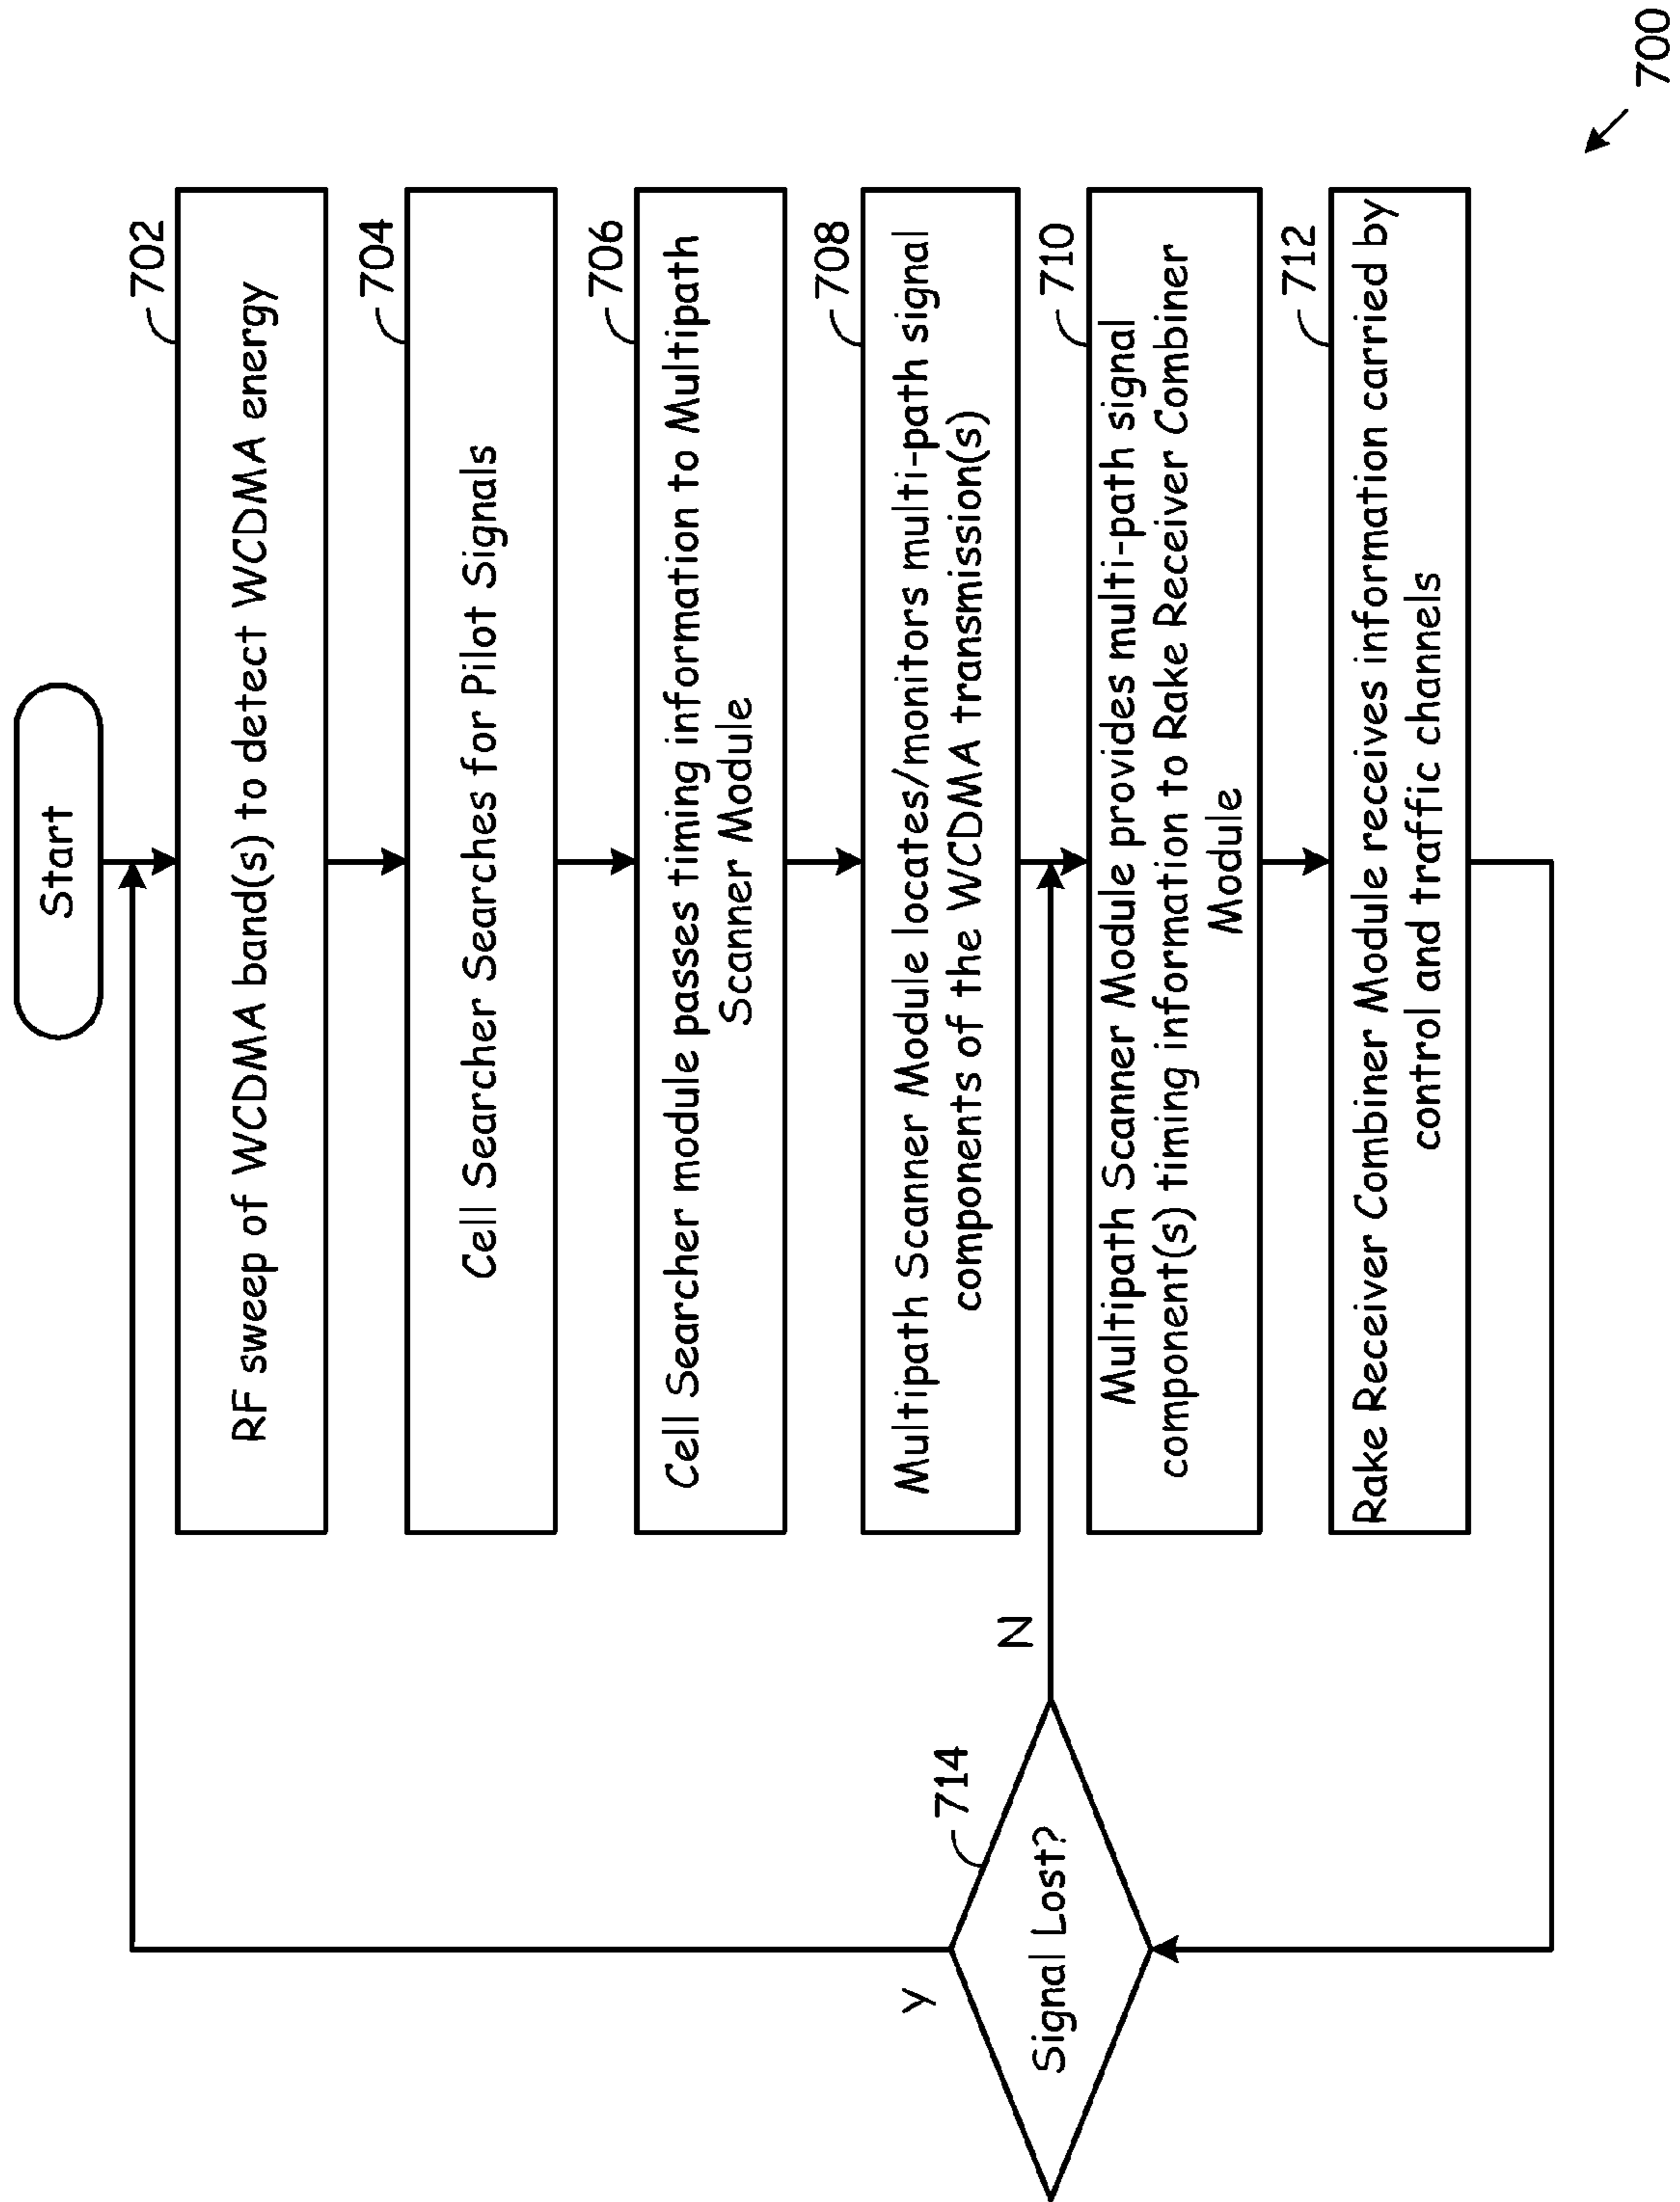 Start
702
RF sweep of WCDMA band(s) to detect WCDMA energy
704
Cell Searcher Searches for Pilot Signals
706
Cell Searcher module passes timing information to Multipath
Scanner Module
708
Multipath Scanner Module locates/monitors multi-path signal
components of the WCDMA transmission(s)
710
Multipath Scanner Module provides multi-path signal
component(s) timing information to Rake Receiver Combiner
Module
712
Rake Receiver Combiner Module receives information carried by
control and traffic channels
714
Signal Lost?
Y
N
700